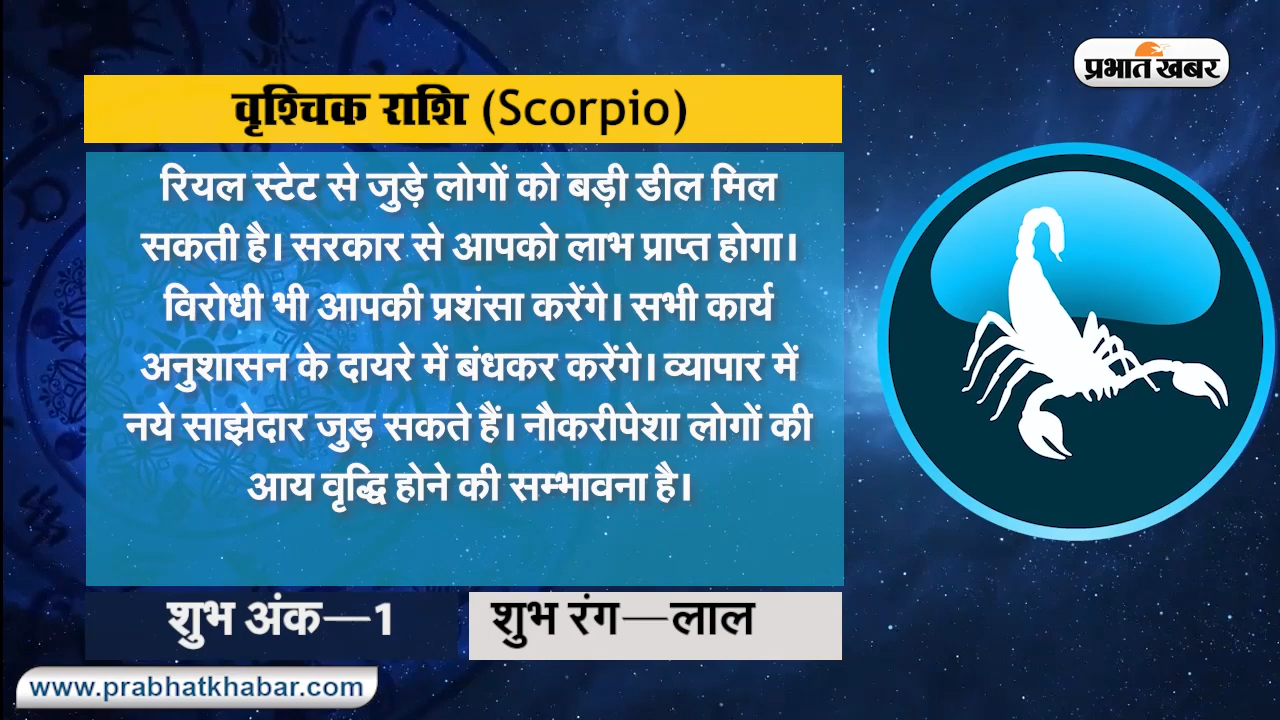 प्रभात खबर
वृश्चिक राशि (Scorpio)
रियल स्टेट से जुड़े लोगों को बड़ी डील मिल
सकती है। सरकार से आपको लाभ प्राप्त होगा।
विरोधी भी आपकी प्रशंसा करेंगे। सभी कार्य
अनुशासन के दायरे में बंधकर करेंगे। व्यापार में
नये साझेदार जुड़ सकते हैं। नौकरीपेशा लोगों की
आय वृद्धि होने की सम्भावना है।
शुभ अंक—1
शुभ रंग—लाल
www.prabhatkhabar.com